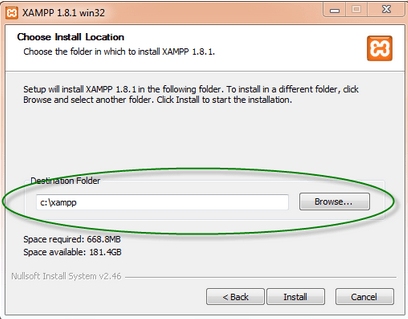 XAMPP 1.8.1 win32
Choose Install Location
Choose the folder in which to install XAMPP 1.8.1.
Setup will install XAMPP 1.8.1 in the following folder. To install in a different folder, click
Browse and select another folder. Click Install to start the installation.
Destination Folder
c:\xampp
Browse...
Space required: 668.8MB
Space available: 181.4GB
Nullsoft Install System v2.46
< Back
Install
Cancel